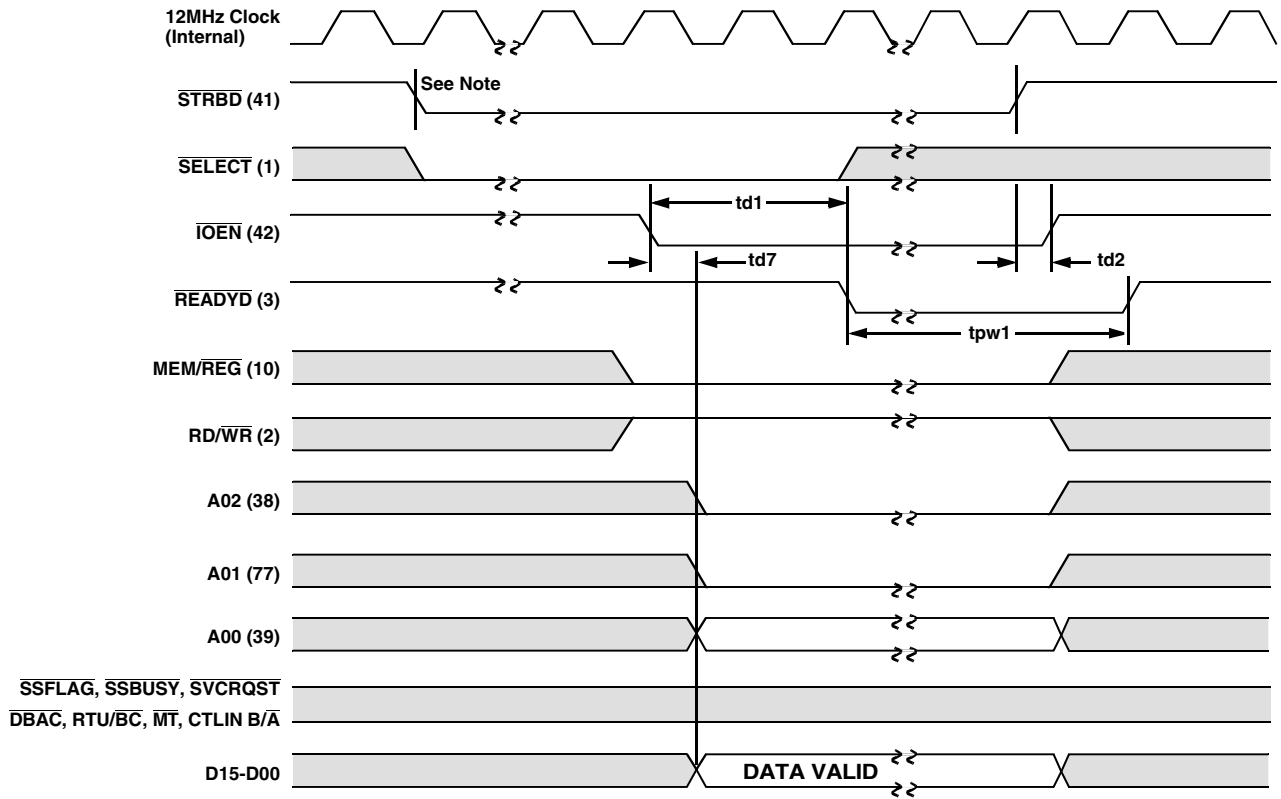 12MHz Clock
(Internal)
STRBD (41)
See Note
SELECT (1)
td1
IOEN (42)
td7
td2
READYD (3)
tpw1
MEM/REG (10)
RD/WR (2)
A02 (38)
A01 (77)
A00 (39)
SSFLAG, SSBUSY, SVCRQST
DBAC, RTU/BC, MT, CTLIN B/A
D15-D00
DATA VALID